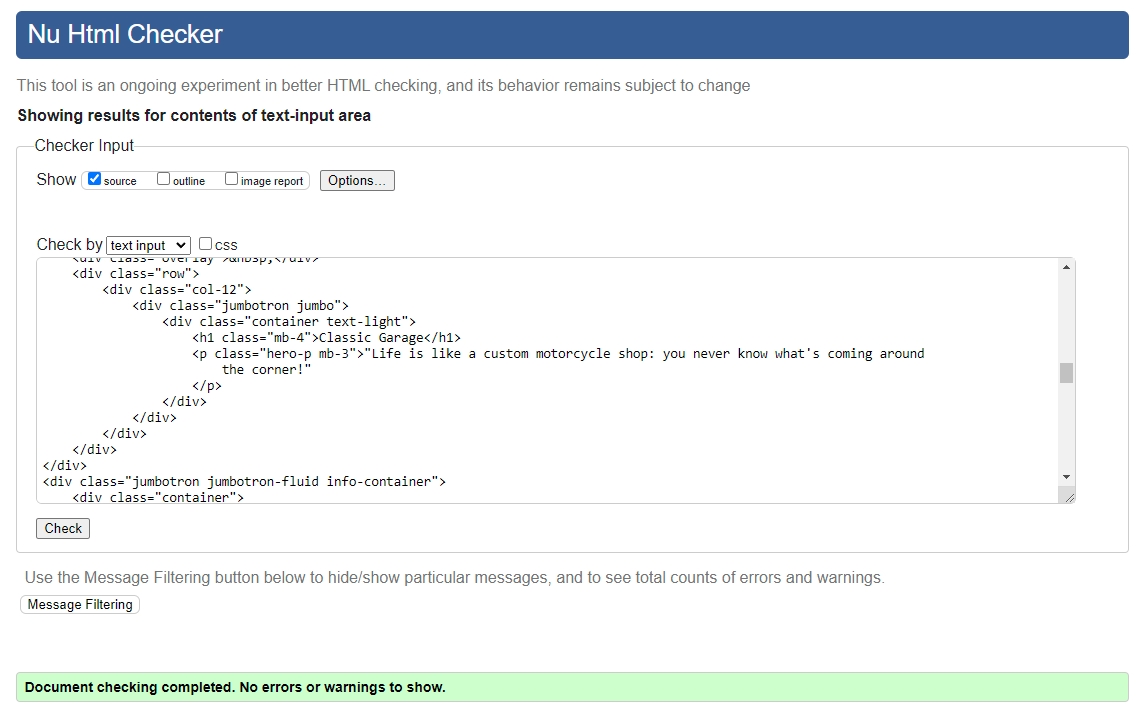 Nu Html Checker
This tool is an ongoing experiment in better HTML checking, and its behavior remains subject to change
Showing results for contents of text-input area
Checker Input
Show source outline image report Options...
Check by text input css
<div class="overlay">&nbsp;</div>
<div class="row">
<div class="col-12">
<div class="jumbotron jumbo">
<div class="container text-light">
<h1 class="mb-4">Classic Garage</h1>
<p class="hero-p mb-3">"Life is like a custom motorcycle shop: you never know what's coming around
the corner!"
</p>
</div>
</div>
</div>
</div>
</div>
<div class="jumbotron jumbotron-fluid info-container">
<div class="container">
Check
Use the Message Filtering button below to hide/show particular messages, and to see total counts of errors and warnings.
Message Filtering
Document checking completed. No errors or warnings to show.